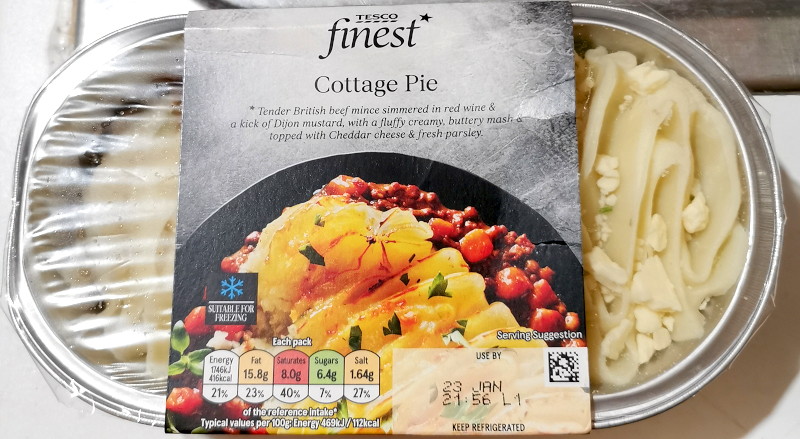 TESCO
finest*
Cottage Pie
* Tender British beef mince simmered in red wine &
a kick of Dijon mustard, with a fluffy creamy, buttery mash &
topped with Cheddar cheese & fresh parsley.
SUITABLE FOR
FREEZING
Serving Suggestion
Each pack
Energy
1746kJ
416kcal
21%
Fat
15.8g
23%
Saturates
8.0g
40%
Sugars
6.4g
7%
Salt
1.64g
27%
of the reference intake*
Typical values per 100g: Energy 469kJ / 112kcal
USE BY
23 JAN
21:56 L1
KEEP REFRIGERATED